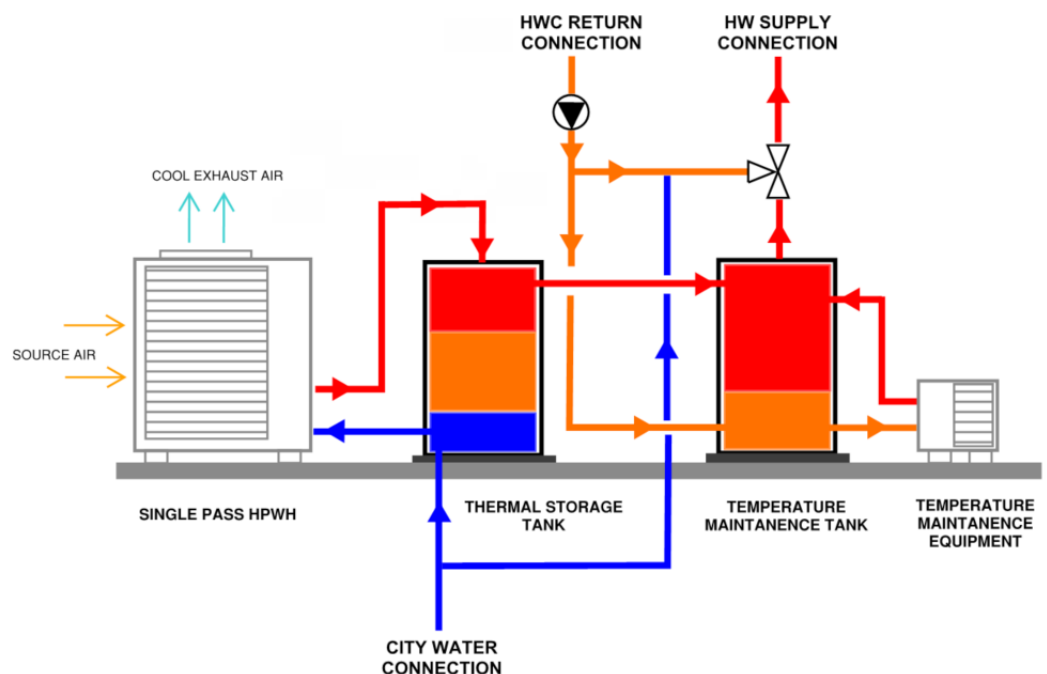 HWC RETURN
CONNECTION
HW SUPPLY
CONNECTION
COOL EXHAUST AIR
SOURCE AIR
SINGLE PASS HPWH
THERMAL STORAGE
TANK
TEMPERATURE
MAINTANENCE TANK
TEMPERATURE
MAINTANENCE
EQUIPMENT
CITY WATER
CONNECTION